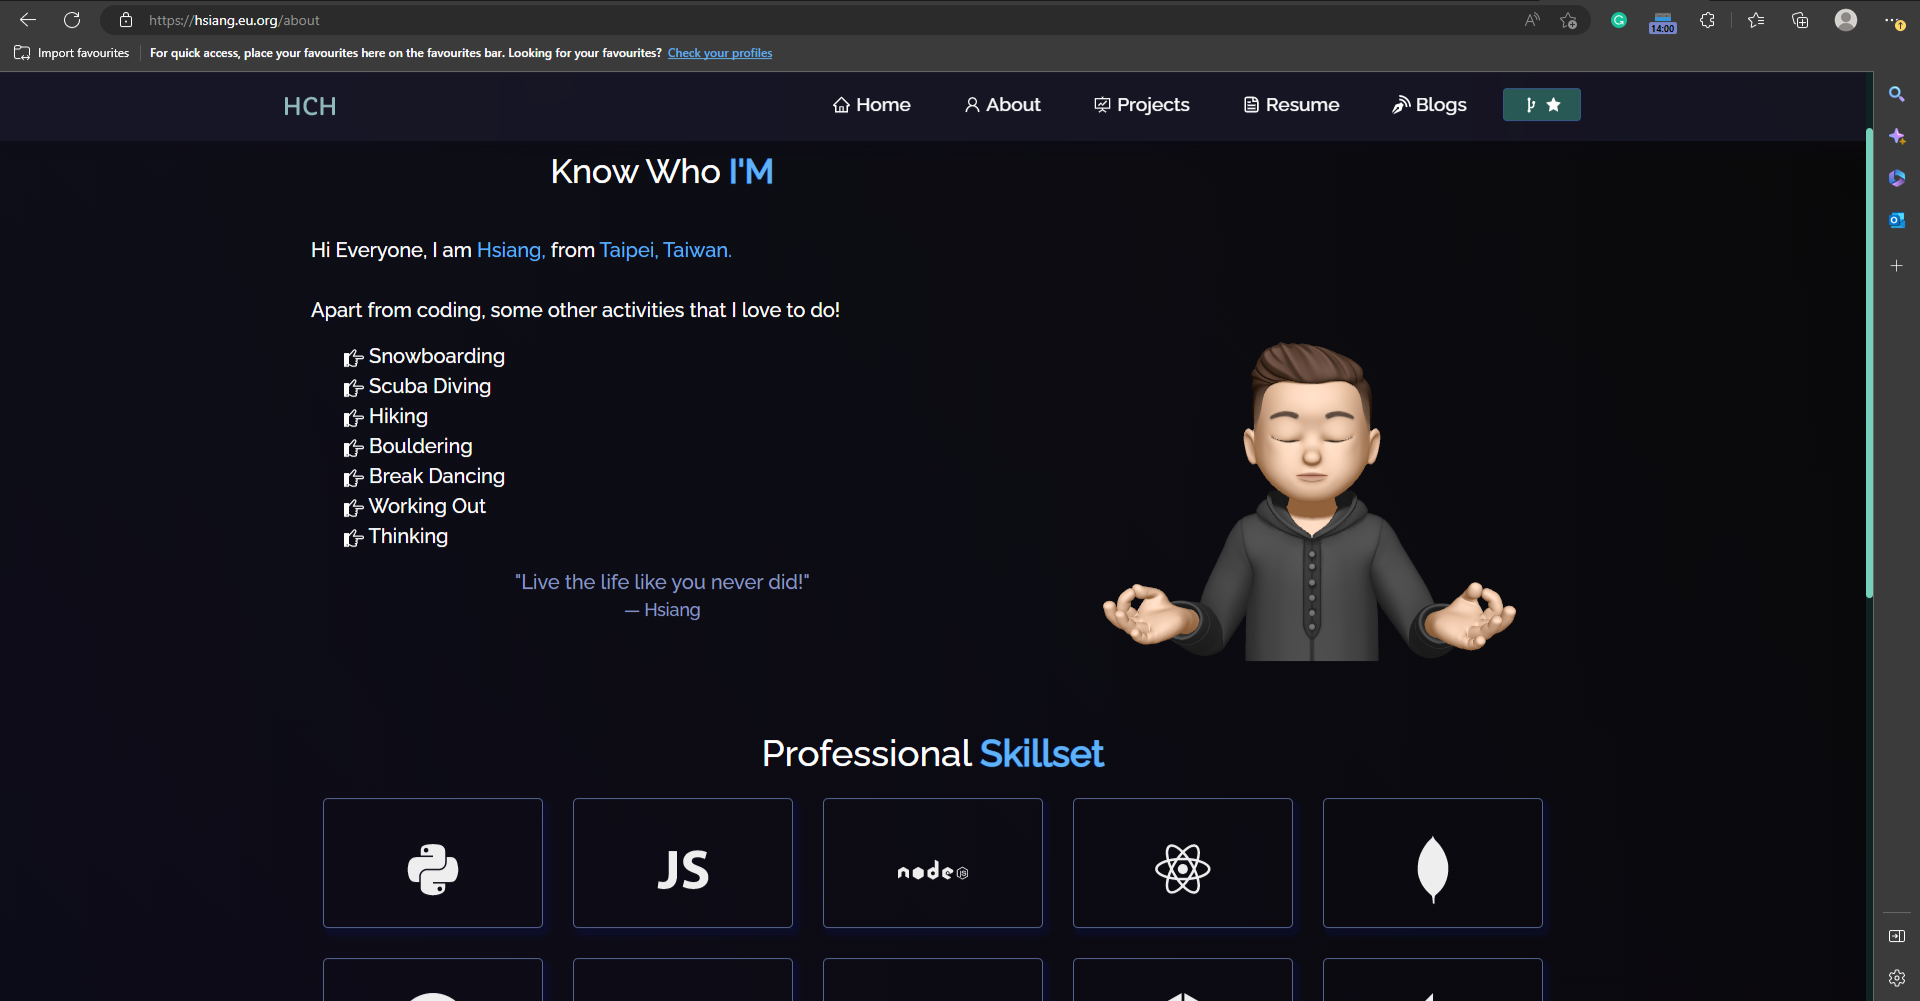 https://hsiang.eu.org/about
14:00
Import favourites
For quick access, place your favourites here on the favourites bar. Looking for your favourites? Check your profiles
HCH
Home
About
Projects
Resume
Blogs
Know Who I'M
Hi Everyone, I am Hsiang, from Taipei, Taiwan.
Apart from coding, some other activities that I love to do!
Snowboarding
Scuba Diving
Hiking
Bouldering
Break Dancing
Working Out
Thinking
"Live the life like you never did!"
— Hsiang
Professional Skillset
JS
node JS